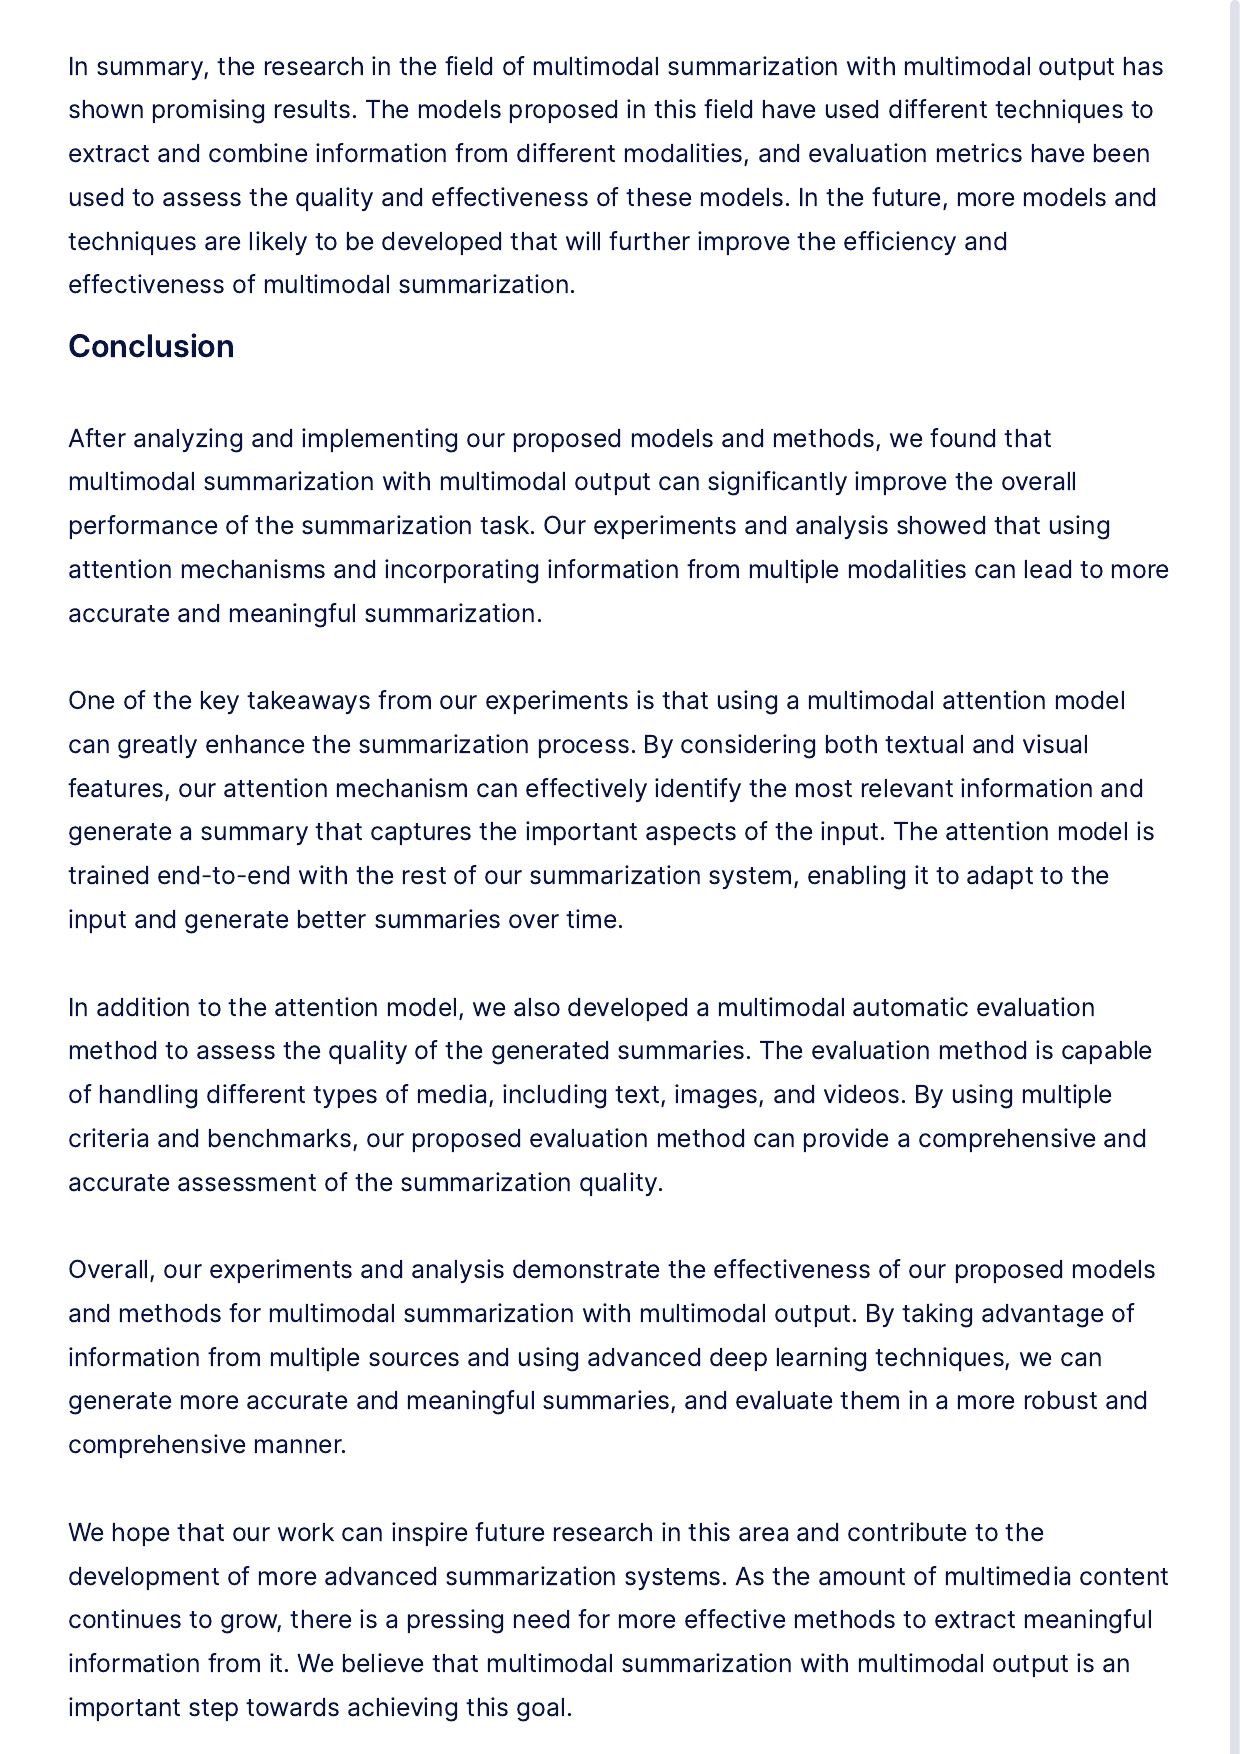 In summary, the research in the field of multimodal summarization with multimodal output has
shown promising results. The models proposed in this field have used different techniques to
extract and combine information from different modalities, and evaluation metrics have been
used to assess the quality and effectiveness of these models. In the future, more models and
techniques are likely to be developed that will further improve the efficiency and
effectiveness of multimodal summarization.
Conclusion
After analyzing and implementing our proposed models and methods, we found that
multimodal summarization with multimodal output can significantly improve the overall
performance of the summarization task. Our experiments and analysis showed that using
attention mechanisms and incorporating information from multiple modalities can lead to more
accurate and meaningful summarization.
One of the key takeaways from our experiments is that using a multimodal attention model
can greatly enhance the summarization process. By considering both textual and visual
features, our attention mechanism can effectively identify the most relevant information and
generate a summary that captures the important aspects of the input. The attention model is
trained end-to-end with the rest of our summarization system, enabling it to adapt to the
input and generate better summaries over time.
In addition to the attention model, we also developed a multimodal automatic evaluation
method to assess the quality of the generated summaries. The evaluation method is capable
of handling different types of media, including text, images, and videos. By using multiple
criteria and benchmarks, our proposed evaluation method can provide a comprehensive and
accurate assessment of the summarization quality.
Overall, our experiments and analysis demonstrate the effectiveness of our proposed models
and methods for multimodal summarization with multimodal output. By taking advantage of
information from multiple sources and using advanced deep learning techniques, we can
generate more accurate and meaningful summaries, and evaluate them in a more robust and
comprehensive manner.
We hope that our work can inspire future research in this area and contribute to the
development of more advanced summarization systems. As the amount of multimedia content
continues to grow, there is a pressing need for more effective methods to extract meaningful
information from it. We believe that multimodal summarization with multimodal output is an
important step towards achieving this goal.